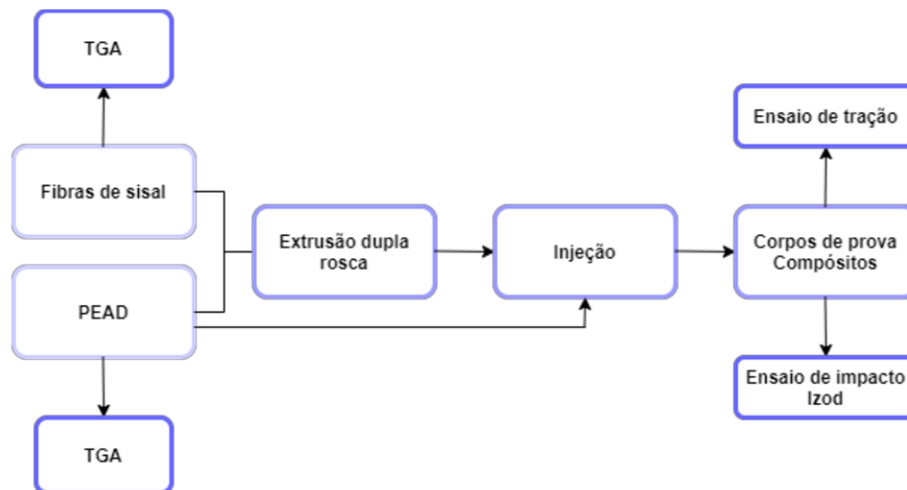 TGA
Fibras de sisal
PEAD
TGA
Extrusão dupla
rosca
Injeção
Corpos de prova
Compósitos
Ensaio de tração
Ensaio de impacto
Izod